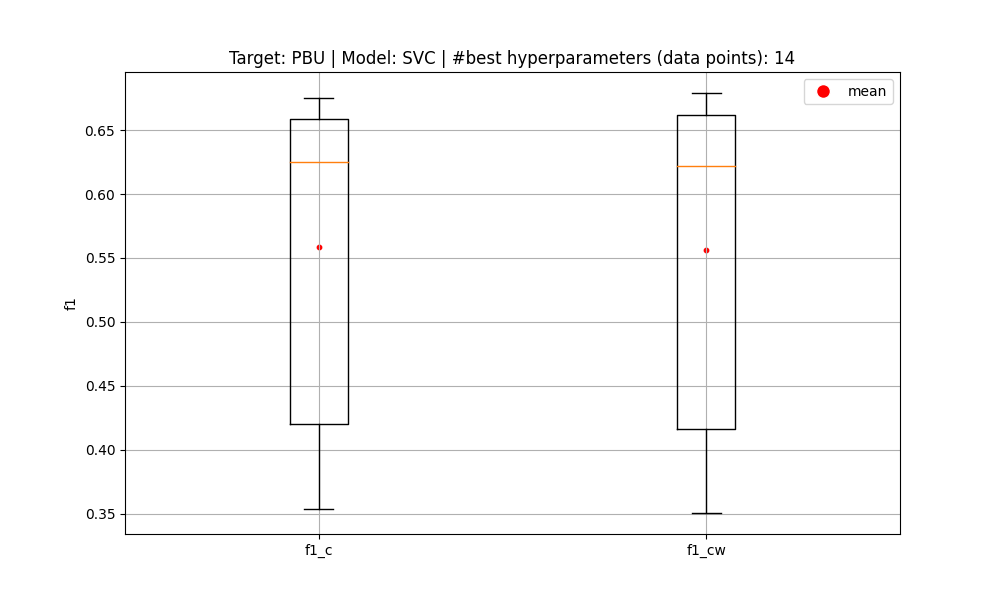 Target: PBU | Model: SVC | #best hyperparameters (data points): 14
mean
0.65
0.60
0.55
0.50
0.45
0.40
0.35
f1
f1_c
f1_cw